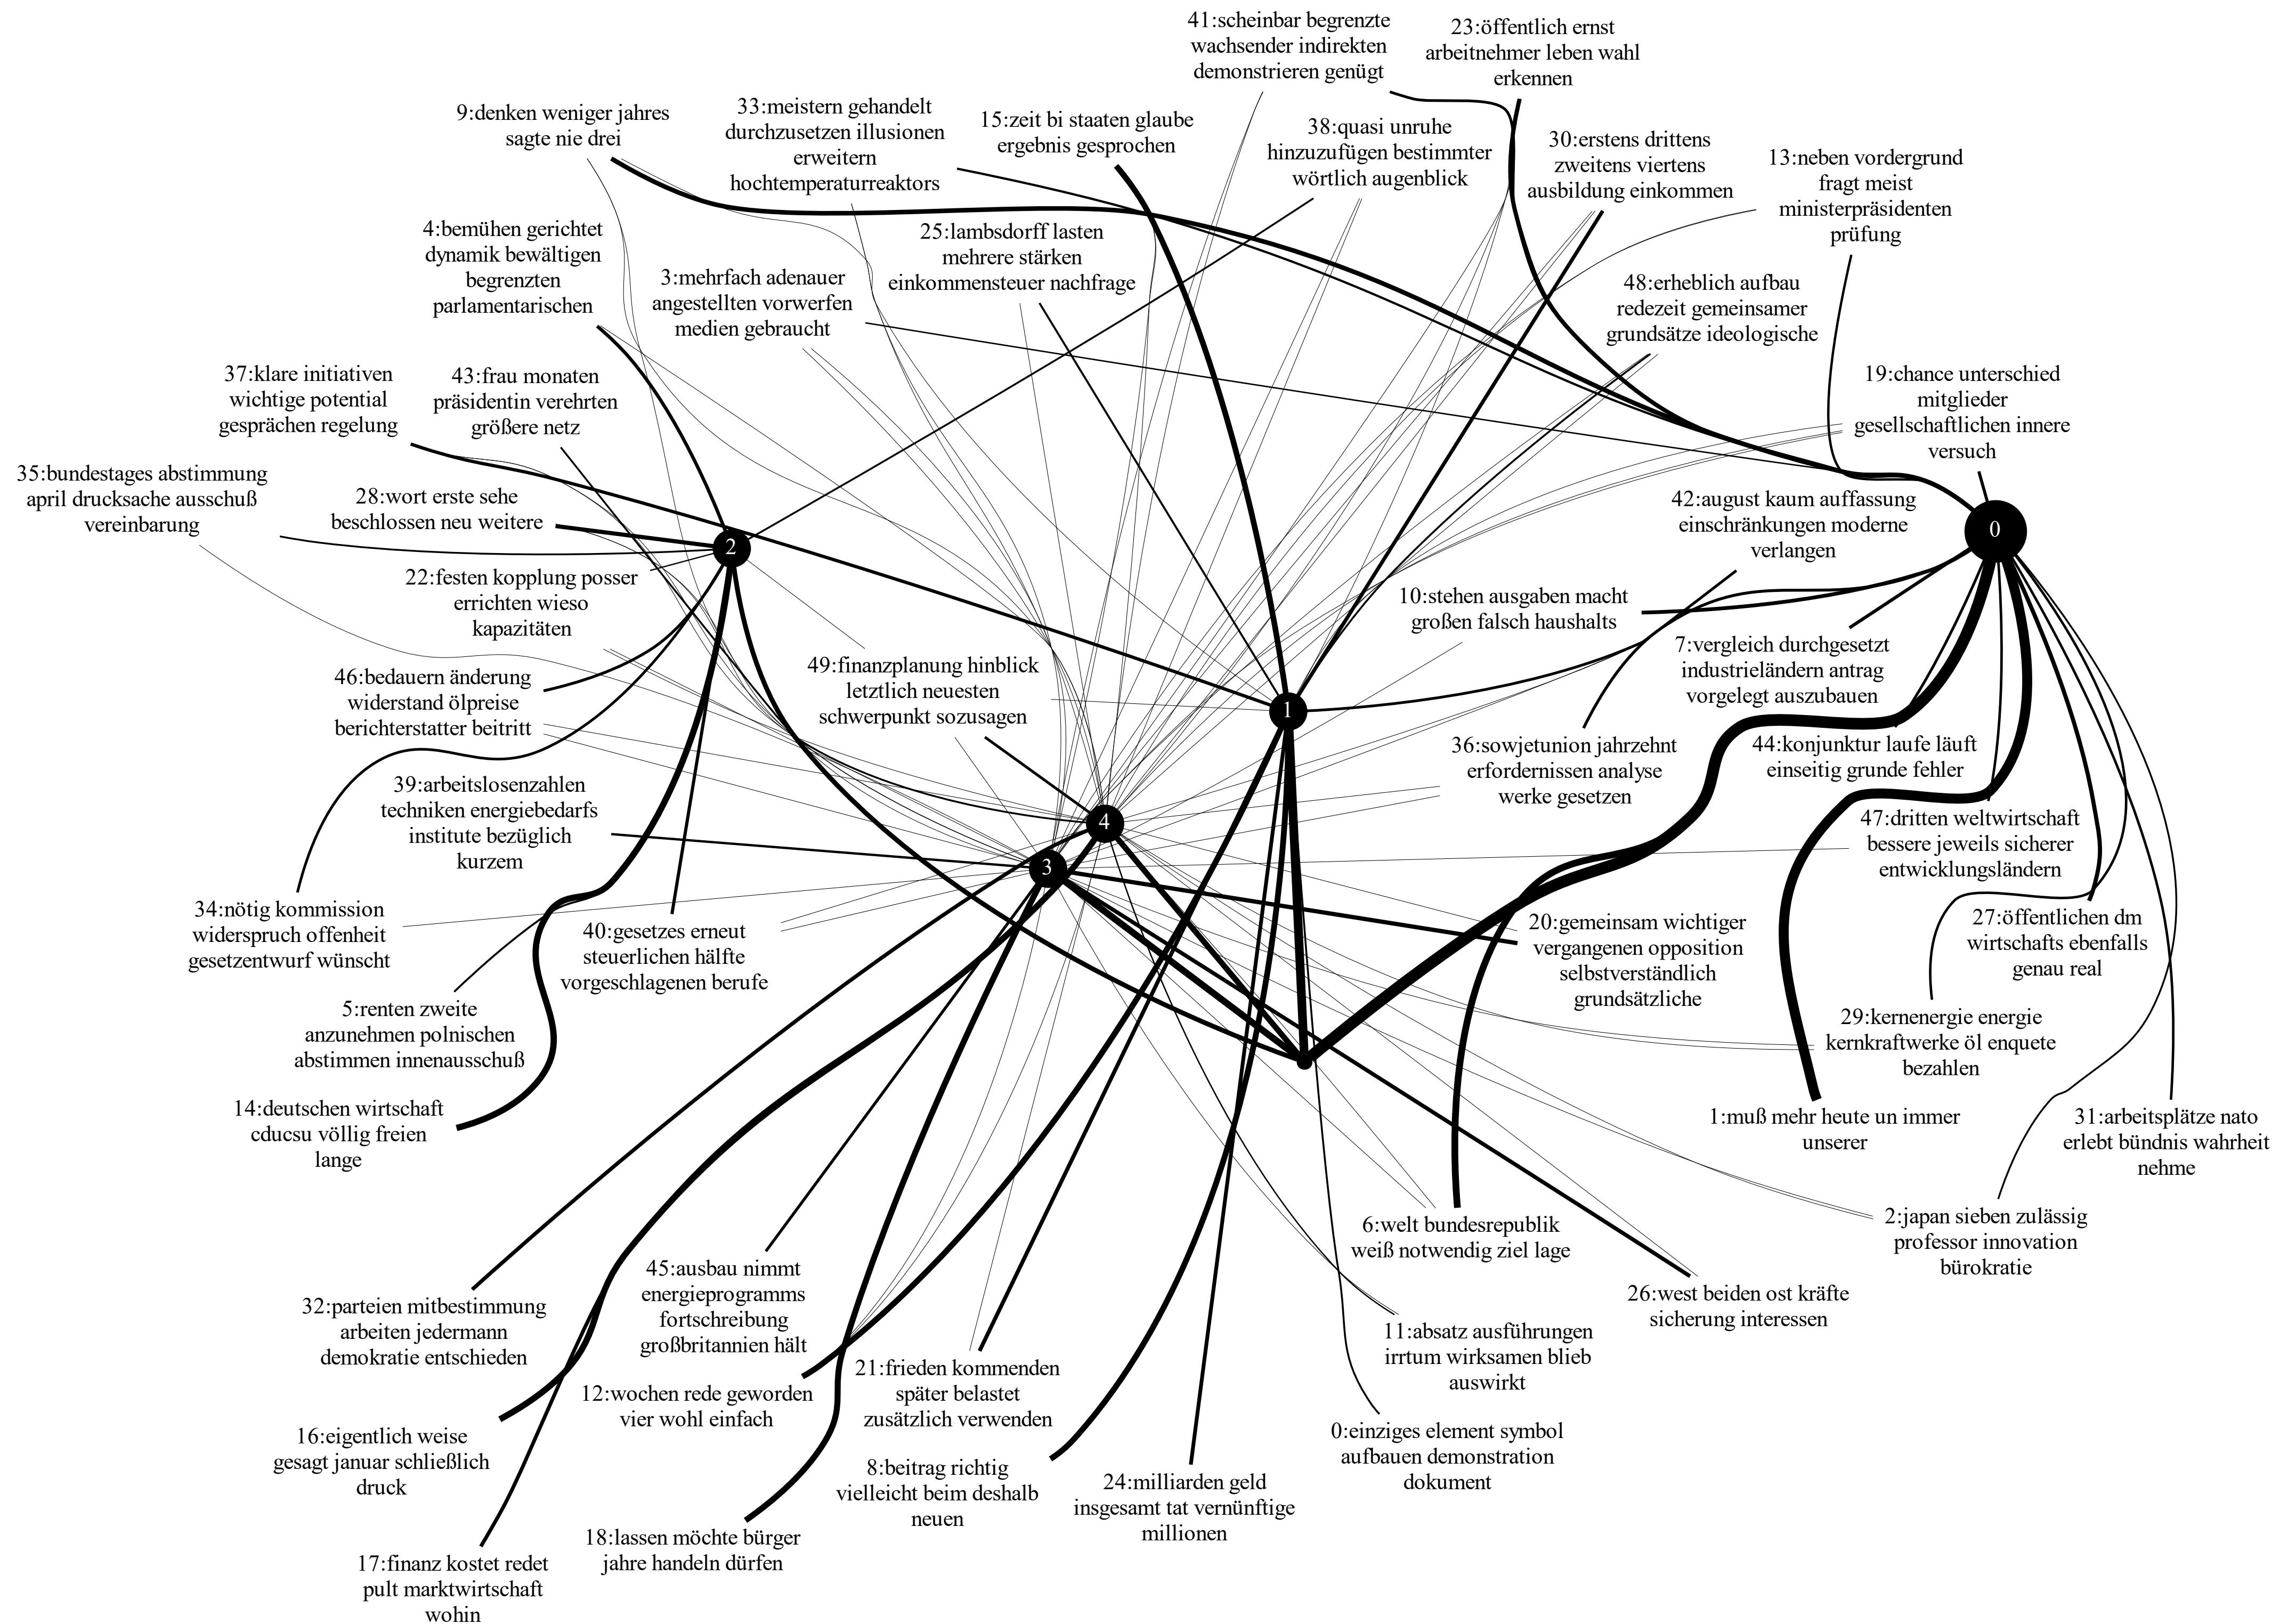 41:scheinbar begrenzte
wachsender indirekten
demonstrieren genügt
23:öffentlich ernst
arbeitnehmer leben wahl
erkennen
9:denken weniger jahres
sagte nie drei
33:meistern gehandelt
durchzusetzen illusionen
erweitern
hochtemperaturreaktors
15:zeit bi staaten glaube
ergebnis gesprochen
38:quasi unruhe
hinzuzufügen bestimmter
wörtlich augenblick
30:erstens drittens
zweitens viertens
ausbildung einkommen
13:neben vordergrund
fragt meist
ministerpräsidenten
prüfung
4:bemühen gerichtet
dynamik bewältigen
begrenzten
parlamentarischen
3:mehrfach adenauer
angestellten vorwerfen
medien gebraucht
25:lambsdorff lasten
mehrere stärken
einkommensteuer nachfrage
48:erheblich aufbau
redezeit gemeinsamer
grundsätze ideologische
37:klare initiativen
wichtige potential
gesprächen regelung
43:frau monaten
präsidentin verehrten
größere netz
19:chance unterschied
mitglieder
gesellschaftlichen innere
versuch
35:bundestages abstimmung
april drucksache ausschuß
vereinbarung
28:wort erste sehe
beschlossen neu weitere
2
42:august kaum auffassung
einschränkungen moderne
verlangen
0
22:festen kopplung posser
errichten wieso
kapazitäten
10:stehen ausgaben macht
großen falsch haushalts
7:vergleich durchgesetzt
industrieländern antrag
vorgelegt auszubauen
46:bedauern änderung
widerstand ölpreise
berichterstatter beitritt
49:finanzplanung hinblick
letztlich neuesten
schwerpunkt sozusagen
1
36:sowjetunion jahrzehnt
erfordernissen analyse
werke gesetzen
44:konjunktur laufe läuft
einseitig grunde fehler
39:arbeitslosenzahlen
techniken energiebedarfs
institute bezüglich
kurzem
4
3
47:dritten weltwirtschaft
bessere jeweils sicherer
entwicklungsländern
34:nötig kommission
widerspruch offenheit
gesetzentwurf wünscht
40:gesetzes erneut
steuerlichen hälfte
vorgeschlagenen berufe
20:gemeinsam wichtiger
vergangenen opposition
selbstverständlich
grundsätzliche
27:öffentlichen dm
wirtschafts ebenfalls
genau real
5:renten zweite
anzunehmen polnischen
abstimmen innenausschuß
29:kernenergie energie
kernkraftwerke öl enquete
bezahlen
14:deutschen wirtschaft
cducsu völlig freien
lange
1:muß mehr heute un immer
unserer
31:arbeitsplätze nato
erlebt bündnis wahrheit
nehme
6:welt bundesrepublik
weiß notwendig ziel lage
2:japan sieben zulässig
professor innovation
bürokratie
32:parteien mitbestimmung
arbeiten jedermann
demokratie entschieden
45:ausbau nimmt
energieprogramms
fortschreibung
großbritannien hält
26:west beiden ost kräfte
sicherung interessen
11:absatz ausführungen
irrtum wirksamen blieb
auswirkt
12:wochen rede geworden
vier wohl einfach
21:frieden kommenden
später belastet
zusätzlich verwenden
16:eigentlich weise
gesagt januar schließlich
druck
0:einziges element symbol
aufbauen demonstration
dokument
8:beitrag richtig
vielleicht beim deshalb
neuen
24:milliarden geld
insgesamt tat vernünftige
millionen
18:lassen möchte bürger
jahre handeln dürfen
17:finanz kostet redet
pult marktwirtschaft
wohin